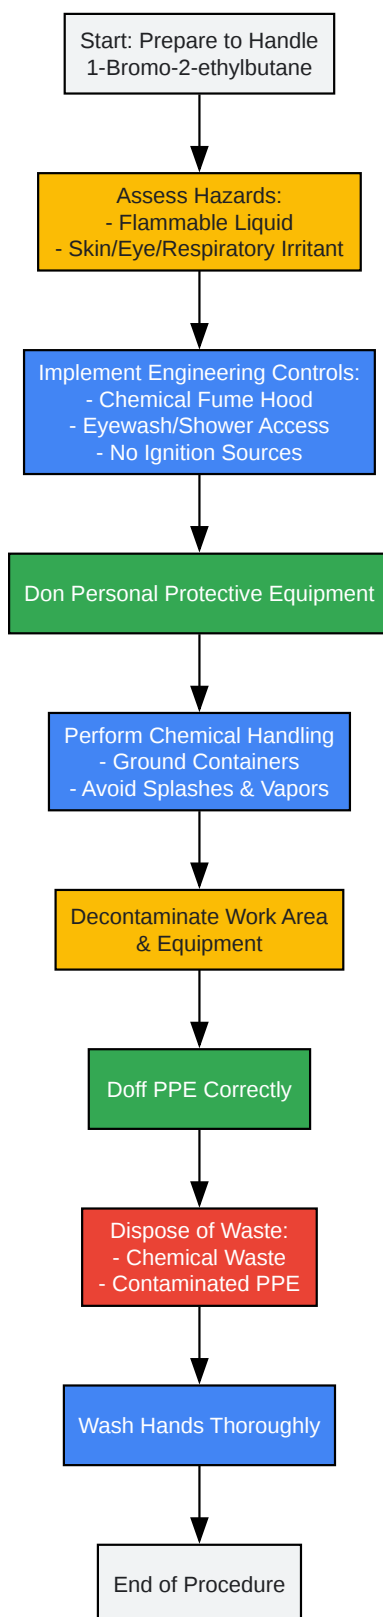 Start: Prepare to Handle
1-Bromo-2-ethylbutane
Assess Hazards:
- Flammable Liquid
- Skin/Eye/Respiratory Irritant
Implement Engineering Controls:
- Chemical Fume Hood
- Eyewash/Shower Access
- No Ignition Sources
Don Personal Protective Equipment
Perform Chemical Handling
- Ground Containers
- Avoid Splashes & Vapors
Decontaminate Work Area
& Equipment
Doff PPE Correctly
Dispose of Waste:
- Chemical Waste
- Contaminated PPE
Wash Hands Thoroughly
End of Procedure